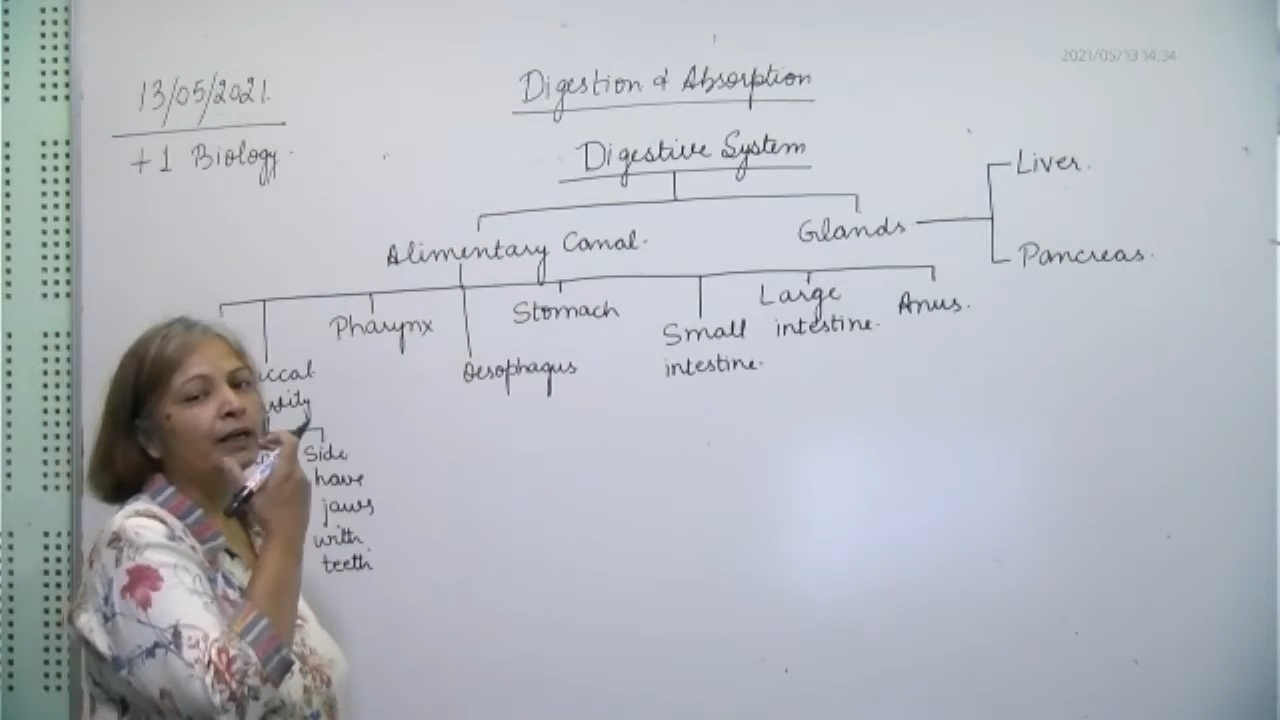 2021/05/13 14:34
13/05/2021.
+1 Biology.
Digestion & Absorption
Digestive System
Alimentary Canal.
Glands
Liver.
Pancreas.
Pharynx
Oesophagus
Stomach
Small
intestine.
Large
intestine.
Anus.
Side
have
jaws
with
teeth